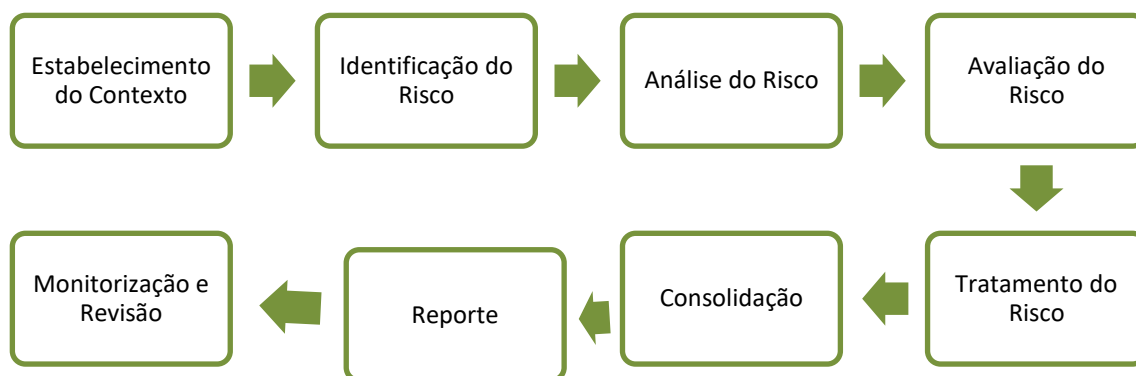 Estabelecimento
do Contexto
Identificação do
Risco
Análise do Risco
Avaliação do
Risco
Tratamento do
Risco
Consolidação
Reporte
Monitorização e
Revisão